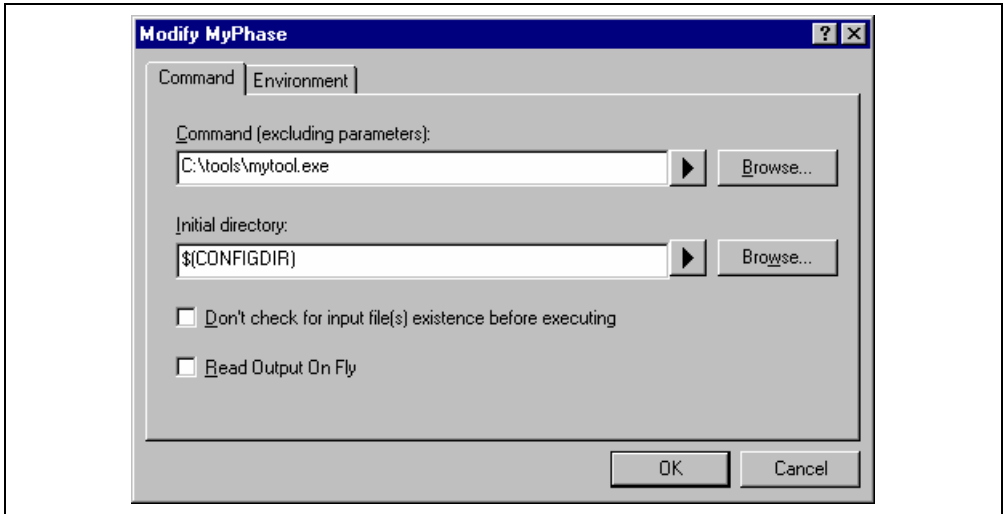 Modify MyPhase
Command Environment
Command (excluding parameters):
C:\tools\mytool.exe Browse...
Initial directory:
$(CONFIGDIR) Browse...
Don't check for input file(s) existence before executing
Read Output On Fly
OK Cancel